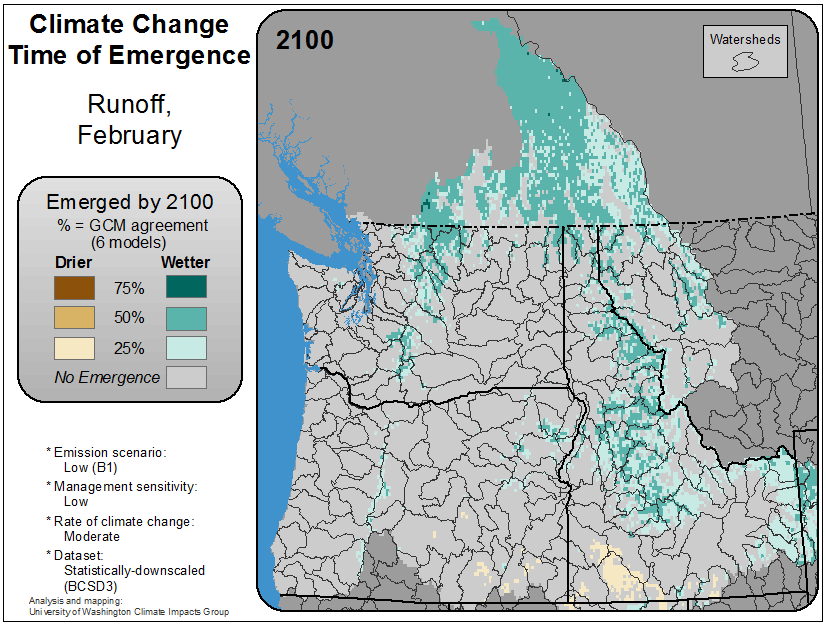 Climate Change
Time of Emergence
Runoff,
February
Emerged by 2100
% = GCM agreement
(6 models)
Drier Wetter
75%
50%
25%
No Emergence
* Emission scenario:
Low (B1)
* Management sensitivity:
Low
* Rate of climate change:
Moderate
* Dataset:
Statistically-downscaled
(BCSD3)
Analysis and mapping:
University of Washington Climate Impacts Group
2100
Watersheds